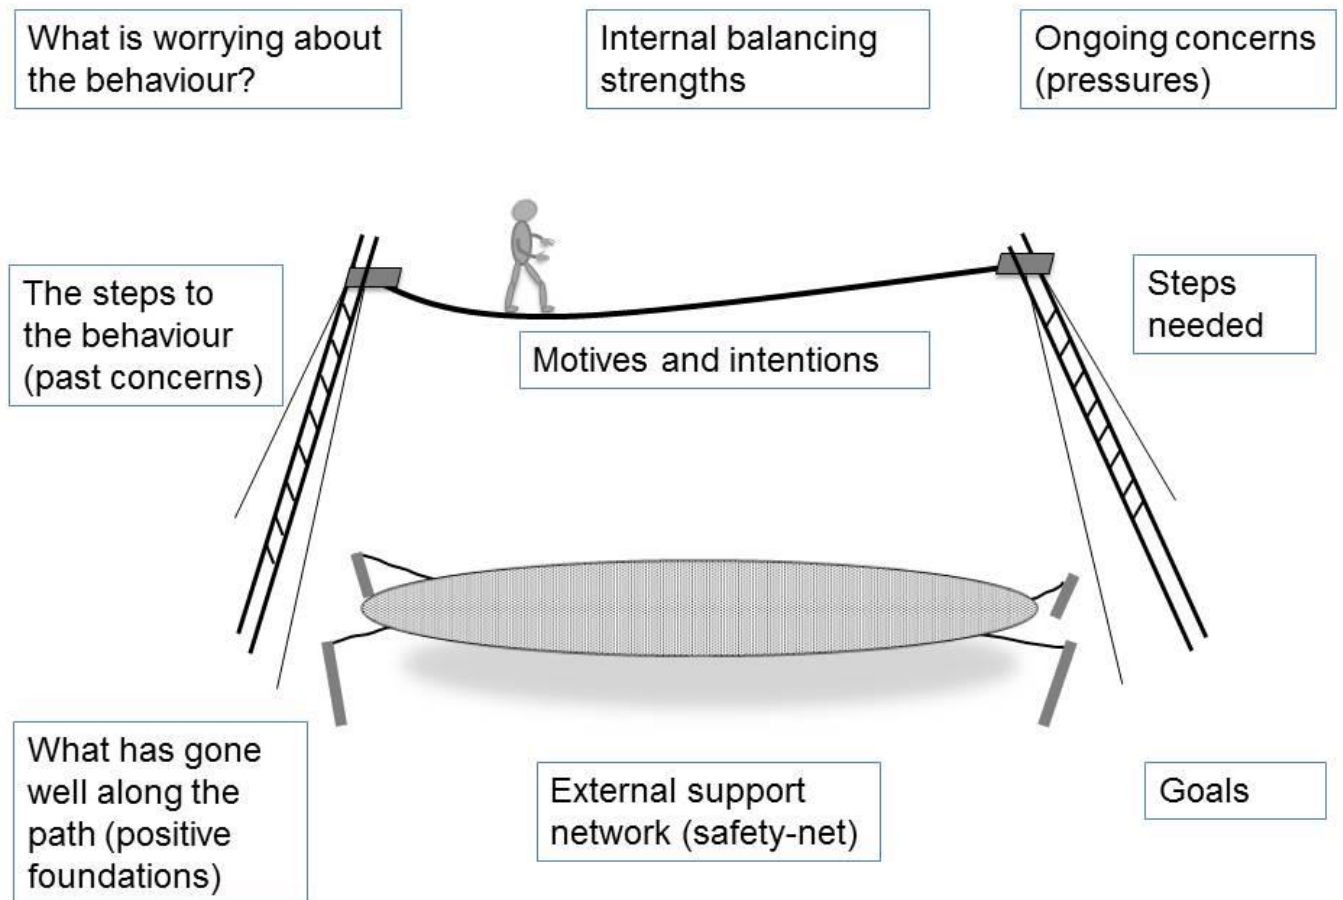 What is worrying about
the behaviour?
Internal balancing
strengths
Ongoing concerns
(pressures)
The steps to
the behaviour
(past concerns)
Motives and intentions
Steps
needed
What has gone
well along the
path (positive
foundations)
External support
network (safety-net)
Goals